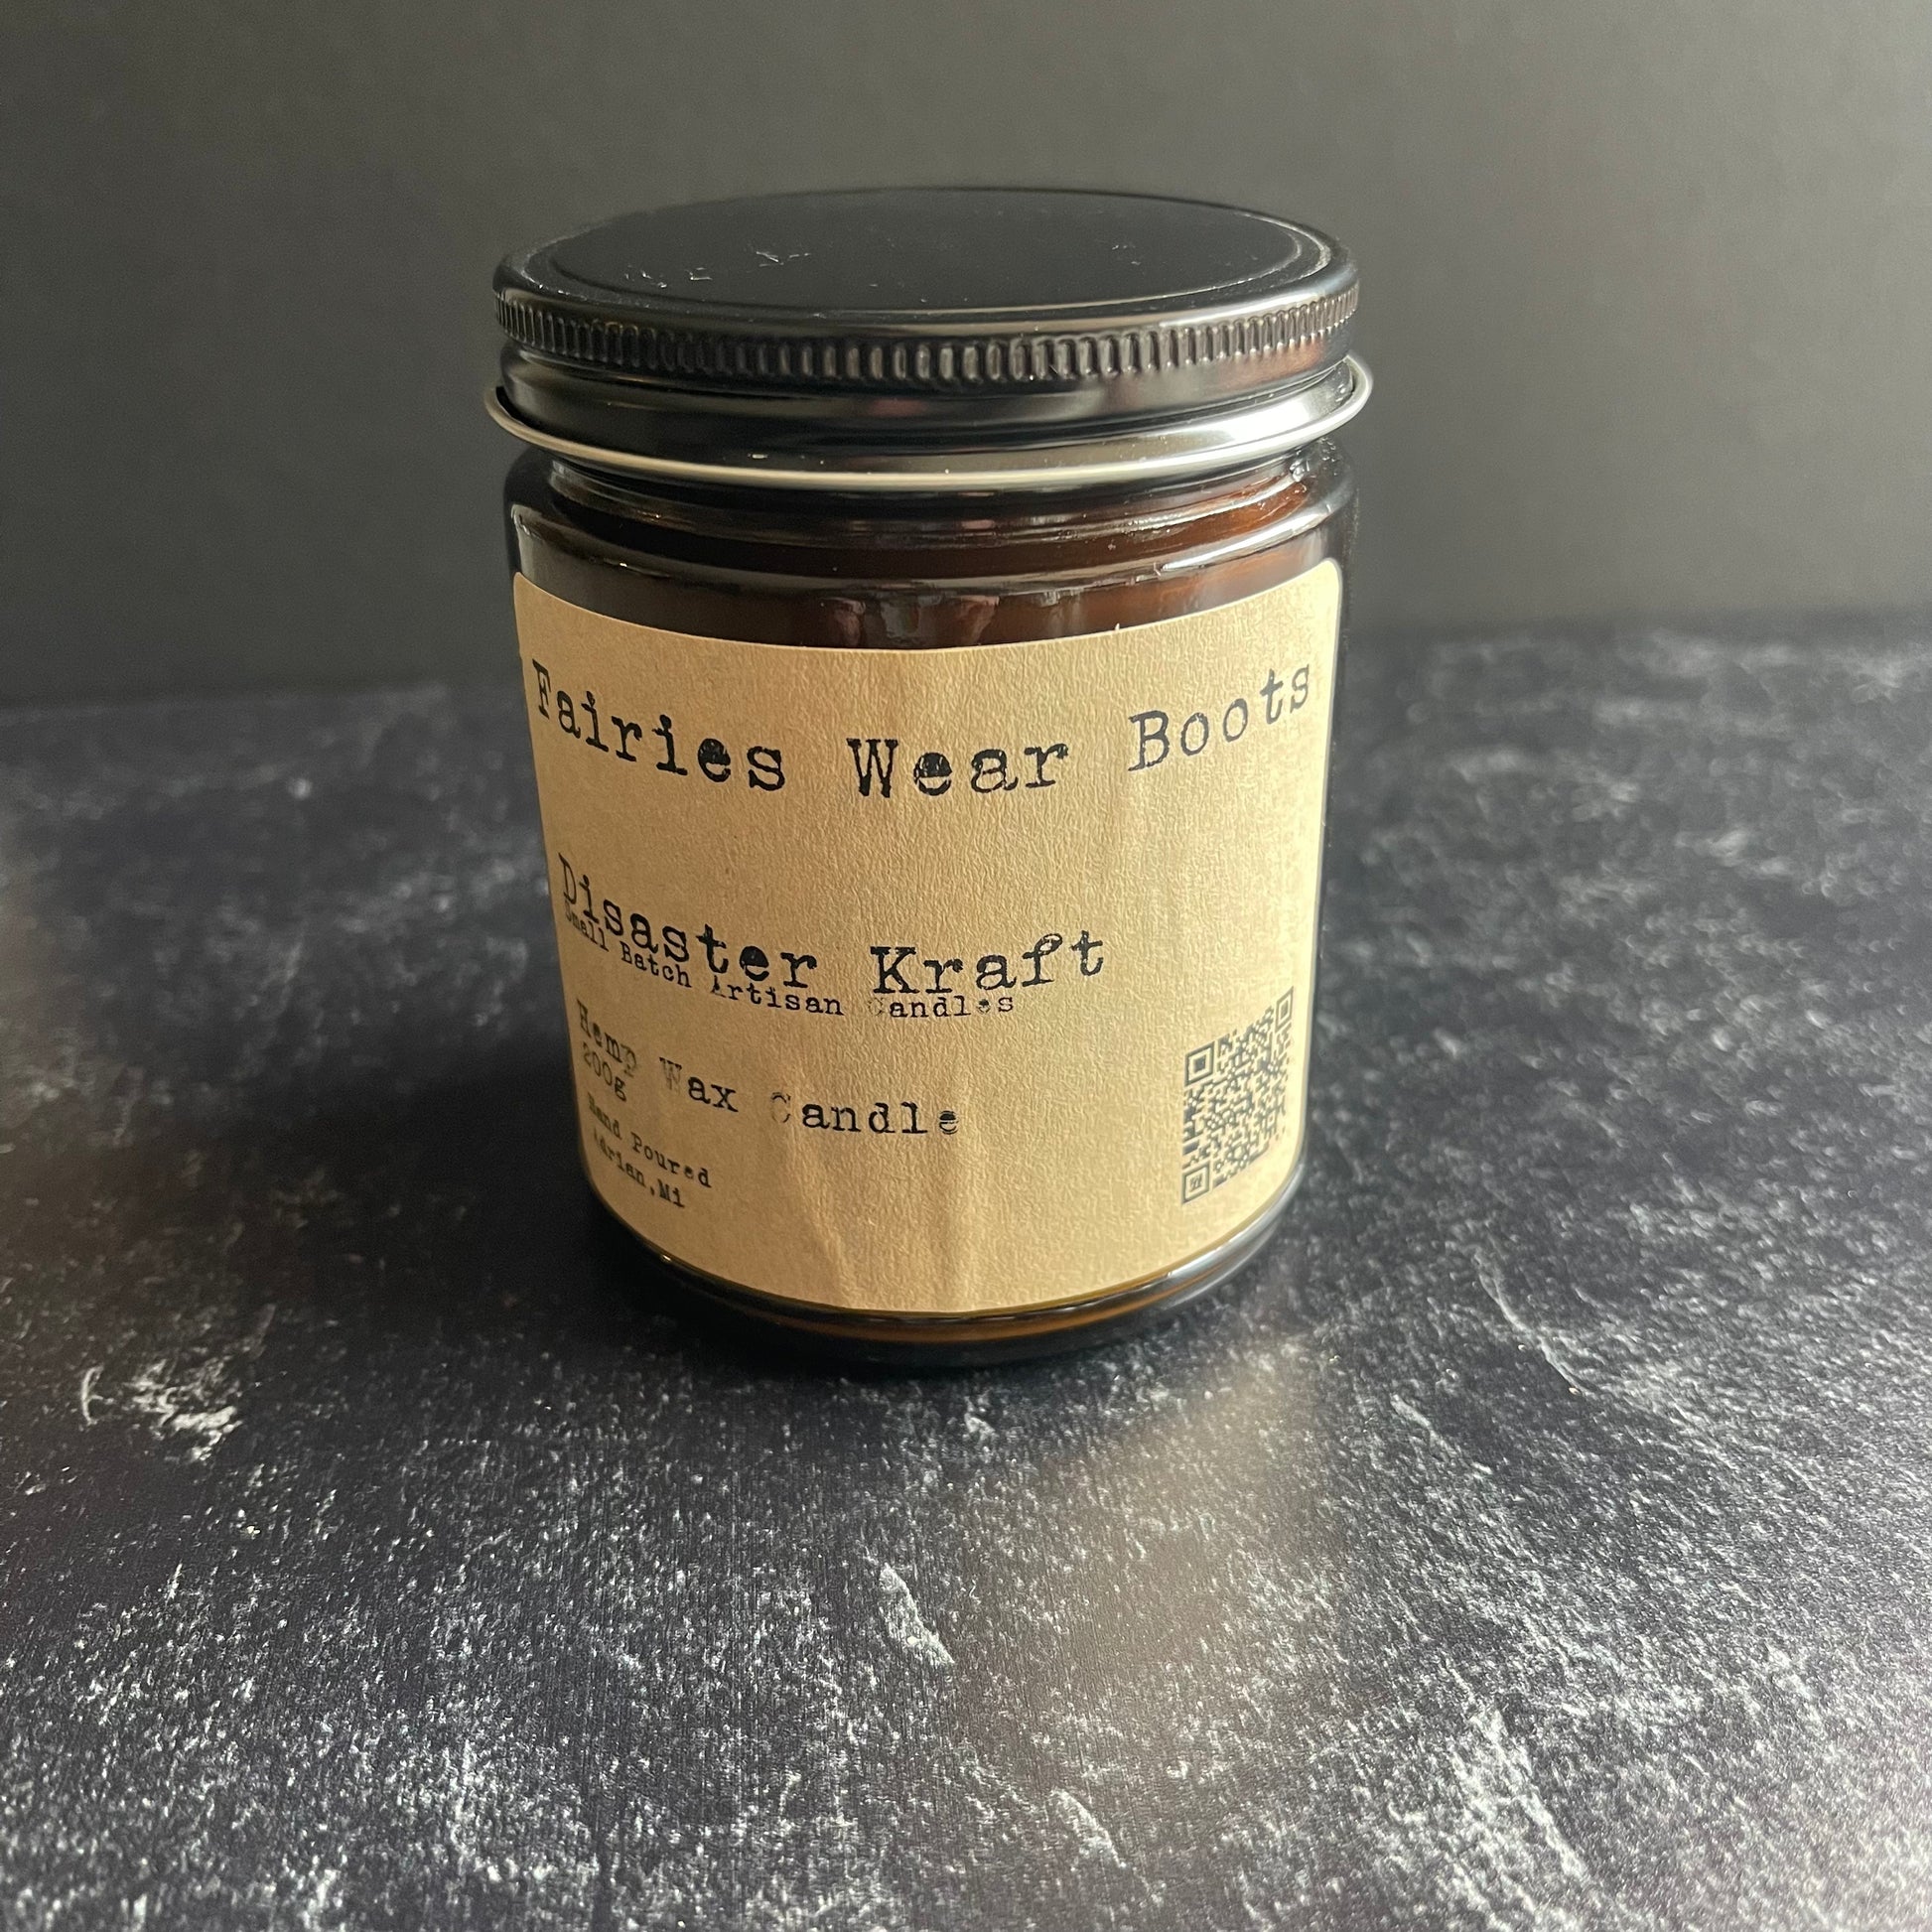 Fairies Wear Boots
Disaster Kraft
Small Batch Artisan Candles
Hemp Wax Candle
200g
Hand Poured
Adrian,Mi